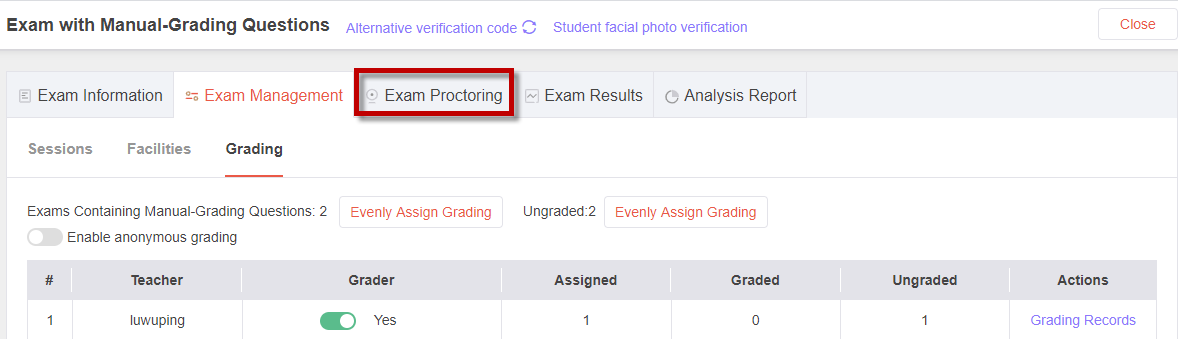 Exam with Manual-Grading Questions Alternative verification code Student facial photo verification Close
Exam Information Exam Management Exam Proctoring Exam Results Analysis Report
Sessions Facilities Grading
Exams Containing Manual-Grading Questions: 2 Evenly Assign Grading Ungraded:2 Evenly Assign Grading
Enable anonymous grading
# Teacher Grader Assigned Graded Ungraded Actions
1 luwuping Yes 1 0 1 Grading Records